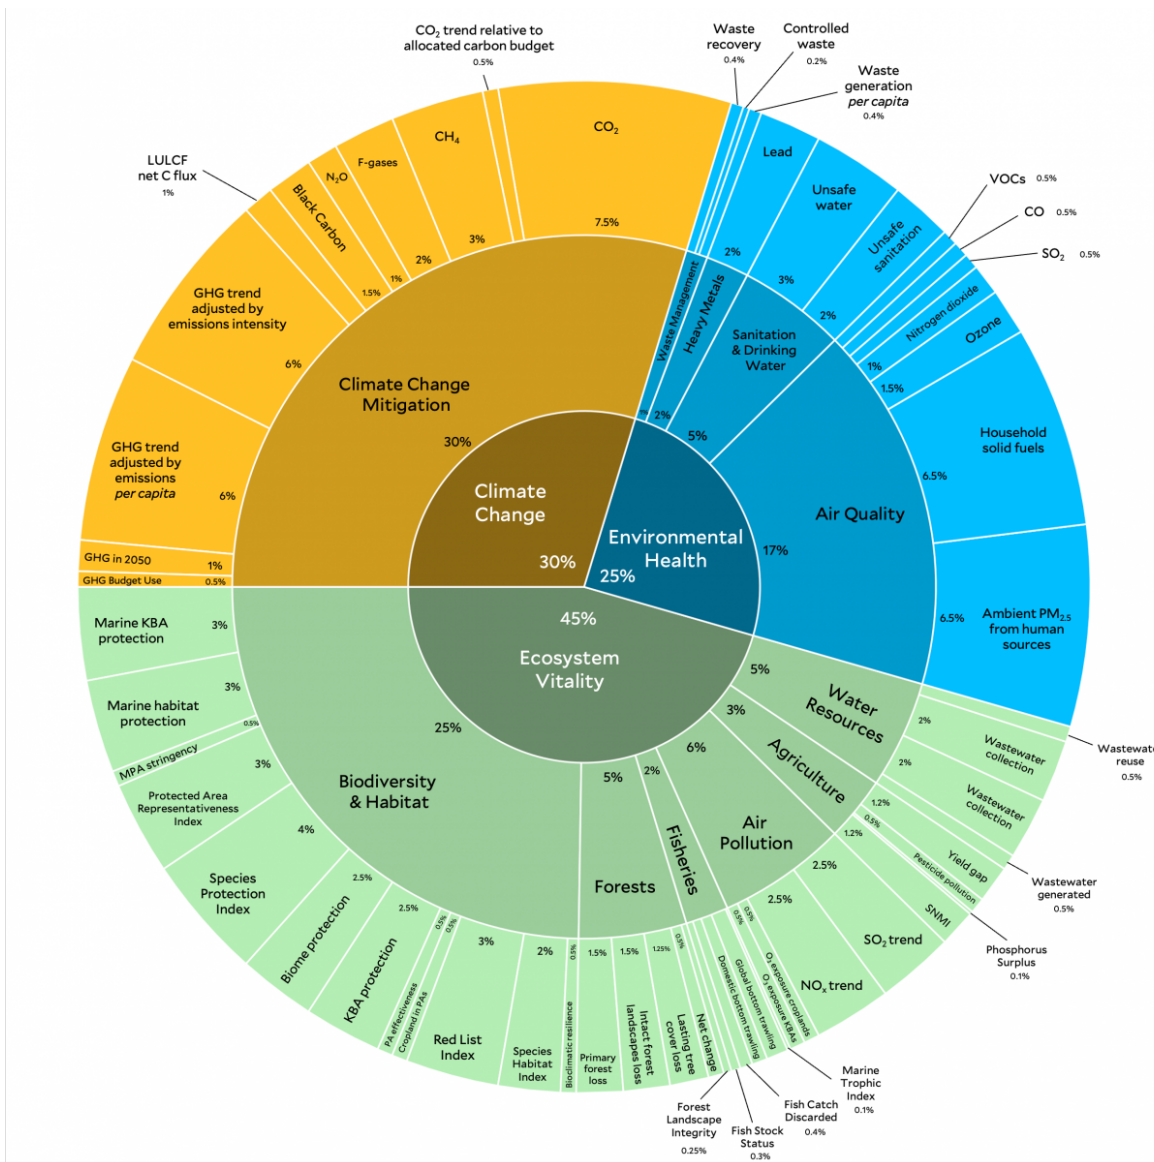 CO₂ trend relative to
allocated carbon budget
0.5%
Waste
recovery
0.4%
Controlled
waste
0.2%
Waste
generation
per capita
0.4%
LULCF
net C flux
1%
GHG Budget Use
0.5%
GHG in 2050
1%
GHG trend
adjusted by
emissions
per capita
6%
GHG trend
adjusted by
emissions intensity
6%
Black Carbon
1.5%
N₂O
1%
F-gases
2%
CH₄
3%
CO₂
7.5%
Climate Change
Mitigation
30%
Climate
Change
30%
Lead
2%
Unsafe
water
3%
Unsafe
sanitation
2%
VOCs 0.5%
CO 0.5%
SO₂ 0.5%
Nitrogen dioxide
1%
Ozone
1.5%
Household
solid fuels
6.5%
Ambient PM₂.₅
from human
sources
6.5%
Waste Management
Heavy Metals
2%
Sanitation
& Drinking
Water
5%
Air Quality
17%
Environmental
Health
25%
45%
Ecosystem
Vitality
Water
Resources
5%
Agriculture
3%
Air
Pollution
6%
Fisheries
2%
Forests
5%
Biodiversity
& Habitat
25%
Wastewate
reuse
0.5%
Wastewater
collection
2%
Wastewater
collection
2%
Wastewater
generated
0.5%
Yield gap
1.2%
Pesticide pollution
0.5%
Phosphorus
Surplus
0.1%
SNMI
1.2%
SO₂ trend
2.5%
NOₓ trend
2.5%
O₃ exposure croplands
0.5%
O₃ exposure KBAs
0.5%
Marine
Trophic
Index
0.1%
Global bottom trawling
Domestic bottom trawling
Fish Catch
Discarded
0.4%
Fish Stock
Status
0.3%
Forest
Landscape
Integrity
0.25%
Net change
0.5%
Lasting tree
cover loss
1.25%
Intact forest
landscapes loss
1.5%
Primary
forest
loss
1.5%
Bioclimatic resilience
0.5%
Species
Habitat
Index
2%
Red List
Index
3%
Cropland in PAs
0.5%
PA effectiveness
0.5%
KBA protection
2.5%
Biome protection
2.5%
Species
Protection
Index
4%
Protected Area
Representativeness
Index
3%
MPA stringency
0.5%
Marine habitat
protection
3%
Marine KBA
protection
3%